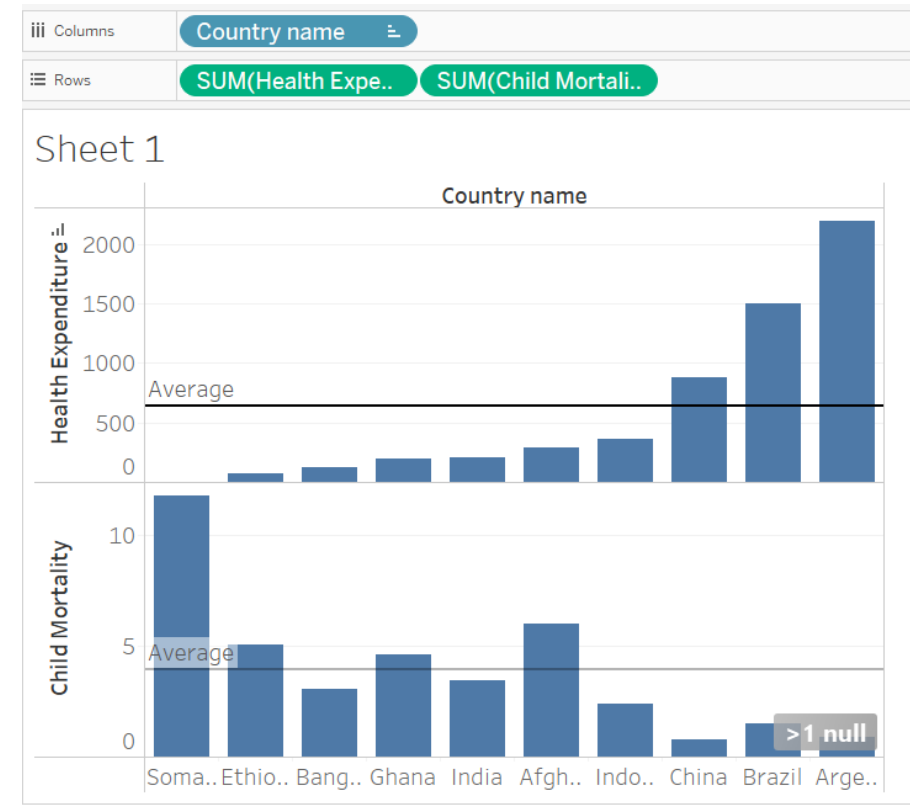 iii Columns
Country name
Rows
SUM(Health Expe..
SUM(Child Mortali..
Sheet 1
Country name
Health Expenditure
2000
1500
1000
500
0
Average
Child Mortality
10
5
0
Average
>1 null
Soma.. Ethio.. Bang.. Ghana India Afgh.. Indo.. China Brazil Arge..